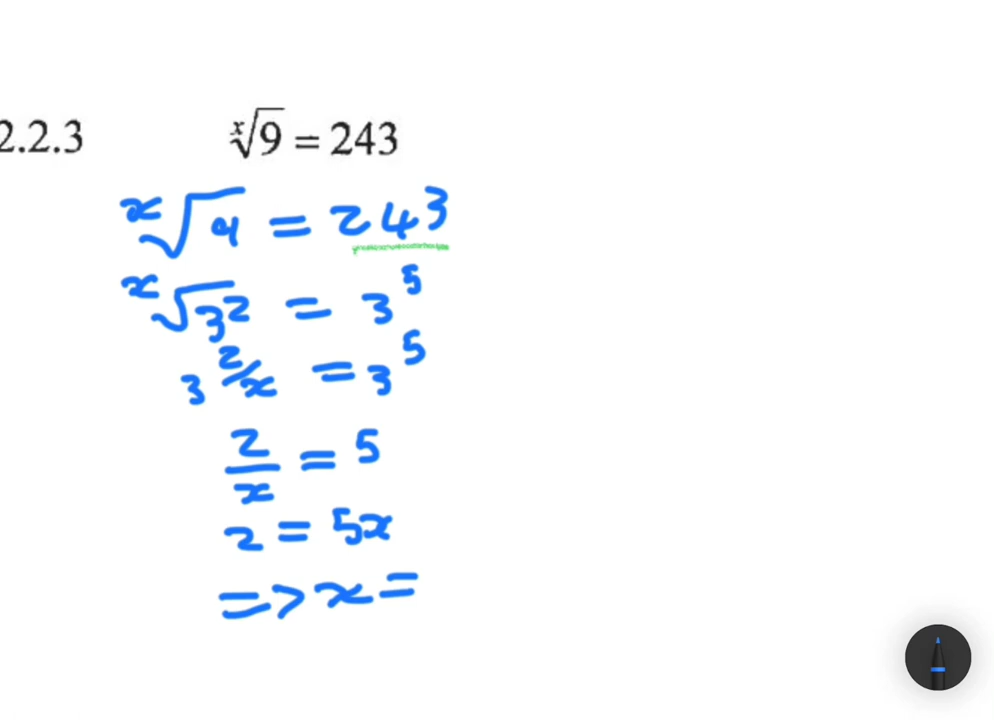 2.2.3 ˣ√9 = 243
ˣ√9 = 243
ˣ√3² = 3⁵
3^2/x = 3⁵
2/x = 5
2 = 5x
=> x =